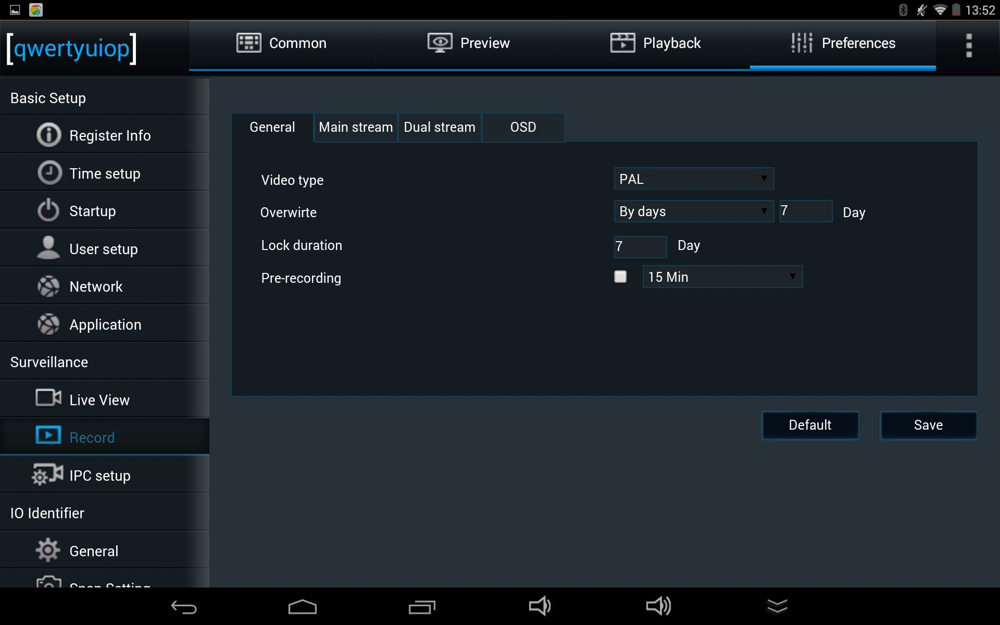 13:52
[qwertyuiop]
Common
Preview
Playback
Preferences
Basic Setup
Register Info
Time setup
Startup
User setup
Network
Application
Surveillance
Live View
Record
IPC setup
IO Identifier
General
Snap Setting
General
Main stream
Dual stream
OSD
Video type
PAL
Overwirte
By days
7
Day
Lock duration
7
Day
Pre-recording
15 Min
Default
Save